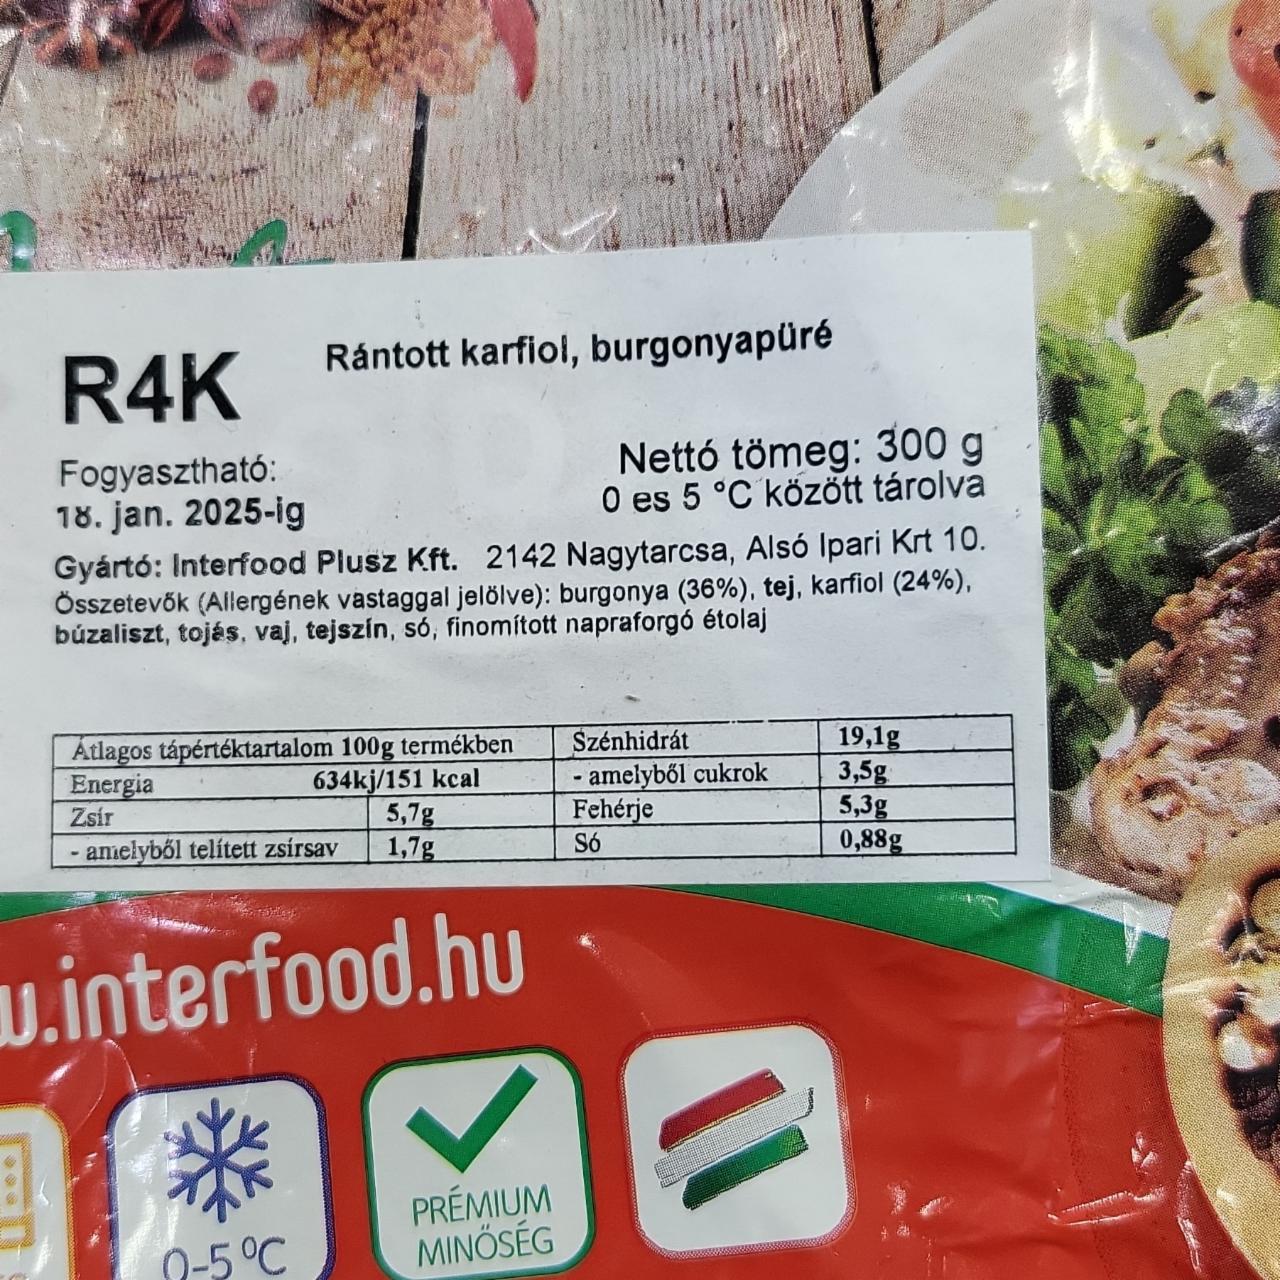 R4K
Rántott karfiol, burgonyapüré
Fogyasztható:
18. jan. 2025-ig
Nettó tömeg: 300 g
0 es 5 °C között tárolva
Gyártó: Interfood Plusz Kft. 2142 Nagytarcsa, Alsó Ipari Krt 10.
Összetevők (Allergének vastaggal jelölve): burgonya (36%), tej, karfiol (24%),
búzaliszt, tojás, vaj, tejszín, só, finomított napraforgó étolaj
Átlagos tápértéktartalom 100g termékben
Energia 634kj/151 kcal
Zsír 5,7g
- amelyből telített zsírsav 1,7g
Szénhidrát 19,1g
- amelyből cukrok 3,5g
Fehérje 5,3g
Só 0,88g
w.interfood.hu
0-5 °C
PRÉMIUM
MINŐSÉG